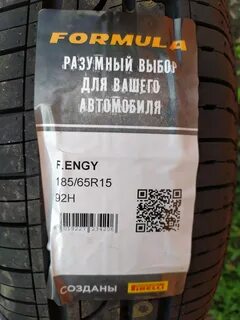 FORMULA
РАЗУМНЫЙ ВЫБОР
ДЛЯ ВАШЕГО
АВТОМОБИЛЯ
F.ENGY
185/65R15
92H
СОЗДАНЫ
PIRELLI